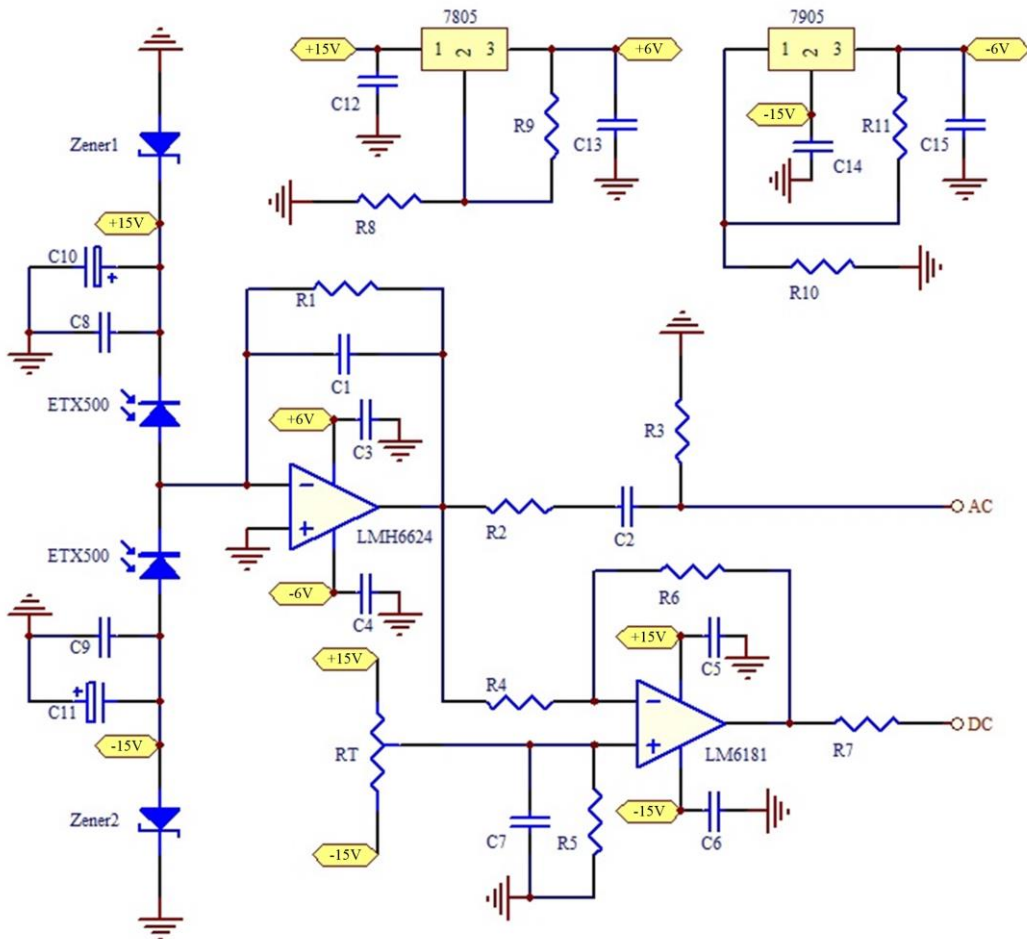 7805
7905
+15V
1 2 3
+6V
1 2 3
-6V
C12
R9
C13
-15V
C14
R11
C15
R8
R10
Zener1
+15V
C10
C8
R1
C1
ETX500
+6V
C3
R3
LMH6624
R2
C2
AC
ETX500
-6V
C4
R6
C9
+15V
+15V
C5
C11
R4
-15V
RT
LM6181
R7
DC
Zener2
-15V
C7
R5
-15V
C6